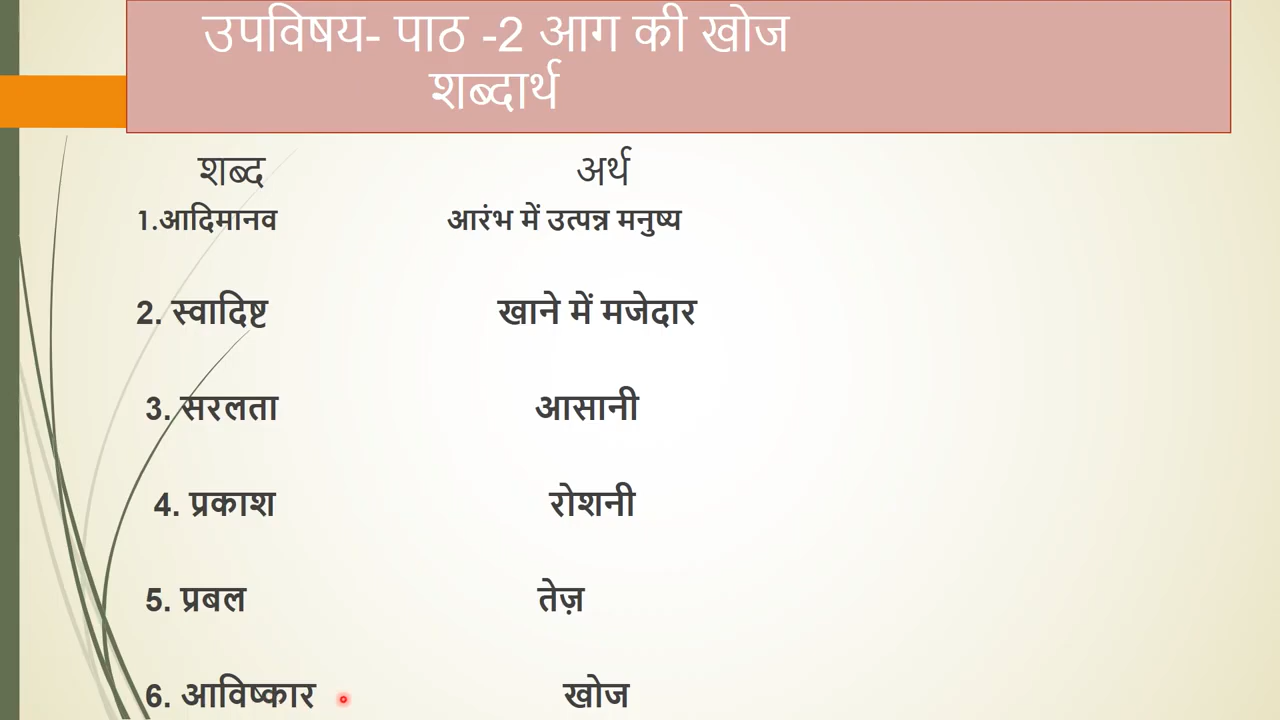 उपविषय- पाठ -2 आग की खोज
शब्दार्थ
शब्द अर्थ
1.आदिमानव आरंभ में उत्पन्न मनुष्य
2. स्वादिष्ट खाने में मजेदार
3. सरलता आसानी
4. प्रकाश रोशनी
5. प्रबल तेज़
6. आविष्कार खोज